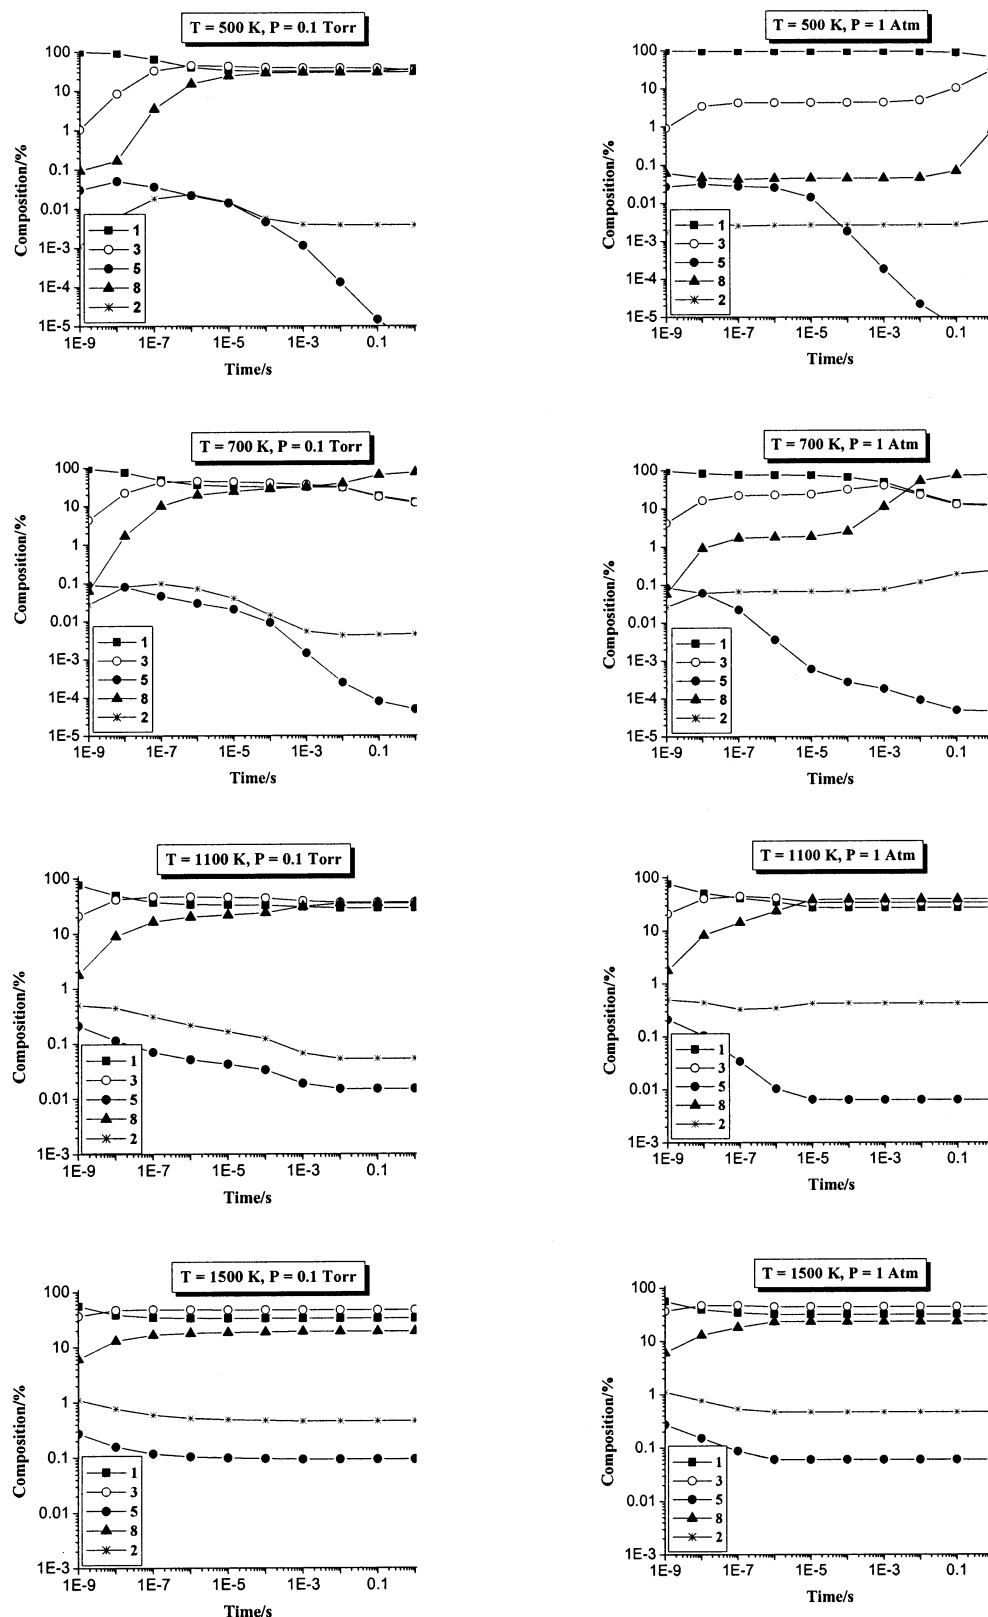 T = 500 K, P = 0.1 Torr
100
10
1
0.1
0.01
1E-3
1E-4
1E-5
Composition/%
1
3
5
8
2
1E-9 1E-7 1E-5 1E-3 0.1
Time/s
T = 500 K, P = 1 Atm
100
10
1
0.1
0.01
1E-3
1E-4
1E-5
Composition/%
1
3
5
8
2
1E-9 1E-7 1E-5 1E-3 0.1
Time/s
T = 700 K, P = 0.1 Torr
100
10
1
0.1
0.01
1E-3
1E-4
1E-5
Composition/%
1
3
5
8
2
1E-9 1E-7 1E-5 1E-3 0.1
Time/s
T = 700 K, P = 1 Atm
100
10
1
0.1
0.01
1E-3
1E-4
1E-5
Composition/%
1
3
5
8
2
1E-9 1E-7 1E-5 1E-3 0.1
Time/s
T = 1100 K, P = 0.1 Torr
100
10
1
0.1
0.01
1E-3
Composition/%
1
3
5
8
2
1E-9 1E-7 1E-5 1E-3 0.1
Time/s
T = 1100 K, P = 1 Atm
100
10
1
0.1
0.01
1E-3
Composition/%
1
3
5
8
2
1E-9 1E-7 1E-5 1E-3 0.1
Time/s
T = 1500 K, P = 0.1 Torr
100
10
1
0.1
0.01
1E-3
Composition/%
1
3
5
8
2
1E-9 1E-7 1E-5 1E-3 0.1
Time/s
T = 1500 K, P = 1 Atm
100
10
1
0.1
0.01
1E-3
Composition/%
1
3
5
8
2
1E-9 1E-7 1E-5 1E-3 0.1
Time/s